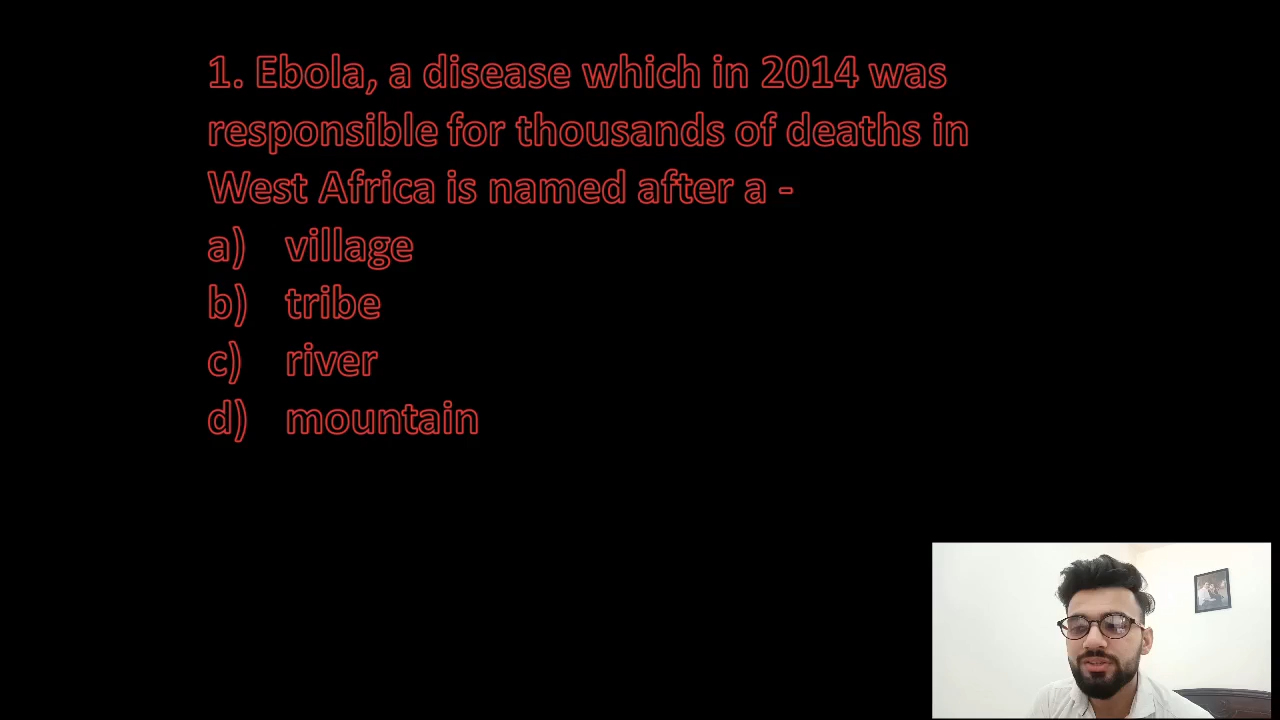 1. Ebola, a disease which in 2014 was
responsible for thousands of deaths in
West Africa is named after a -
a) village
b) tribe
c) river
d) mountain